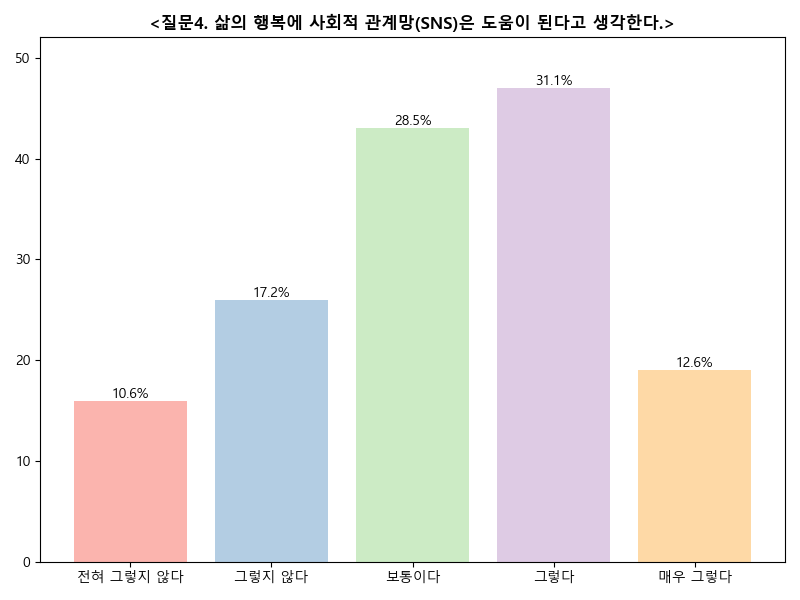 <질문4. 삶의 행복에 사회적 관계망(SNS)은 도움이 된다고 생각한다.>
50
40
30
20
10
0
10.6%
17.2%
28.5%
31.1%
12.6%
전혀 그렇지 않다
그렇지 않다
보통이다
그렇다
매우 그렇다